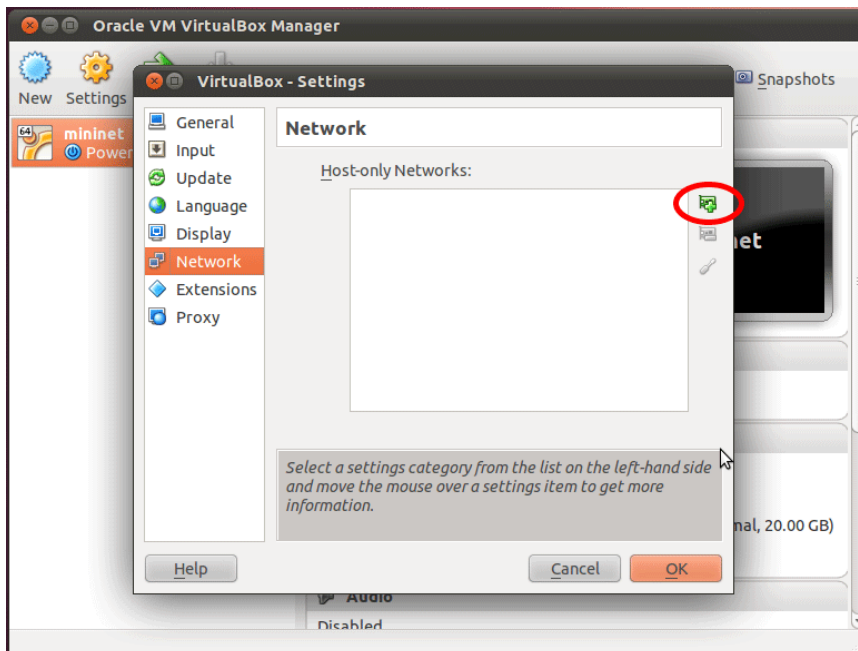 Oracle VM VirtualBox Manager
New
Settings
Snapshots
64
mininet
Power
VirtualBox - Settings
General
Input
Update
Language
Display
Network
Extensions
Proxy
Network
Host-only Networks:
Select a settings category from the list on the left-hand side
and move the mouse over a settings item to get more
information.
Help
Cancel
OK
net
mal, 20.00 GB)
Audio
Disabled